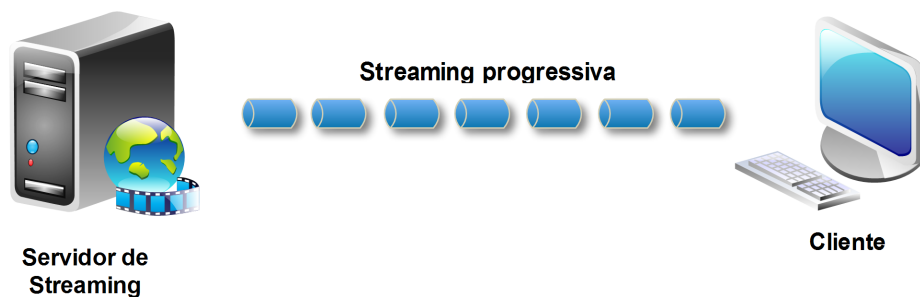 Streaming progressiva
Servidor de
Streaming
Cliente